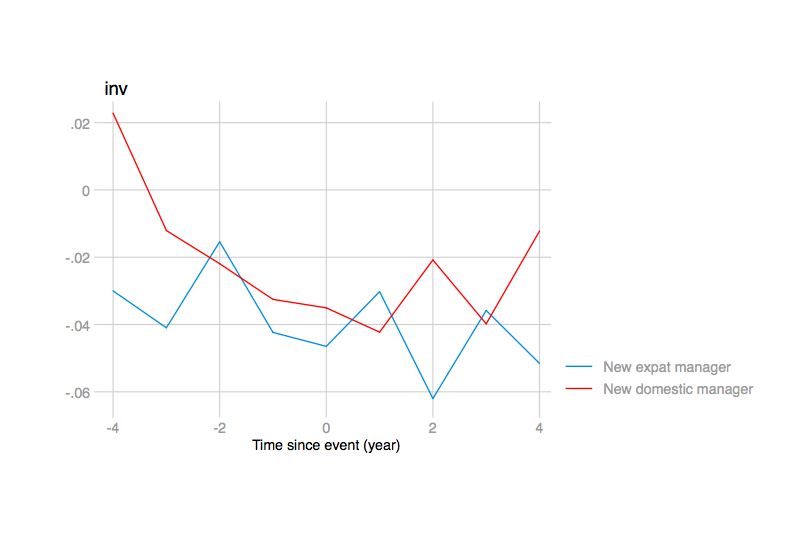 inv
.02
0
-.02
-.04
-.06
-4
-2
0
2
4
Time since event (year)
New expat manager
New domestic manager